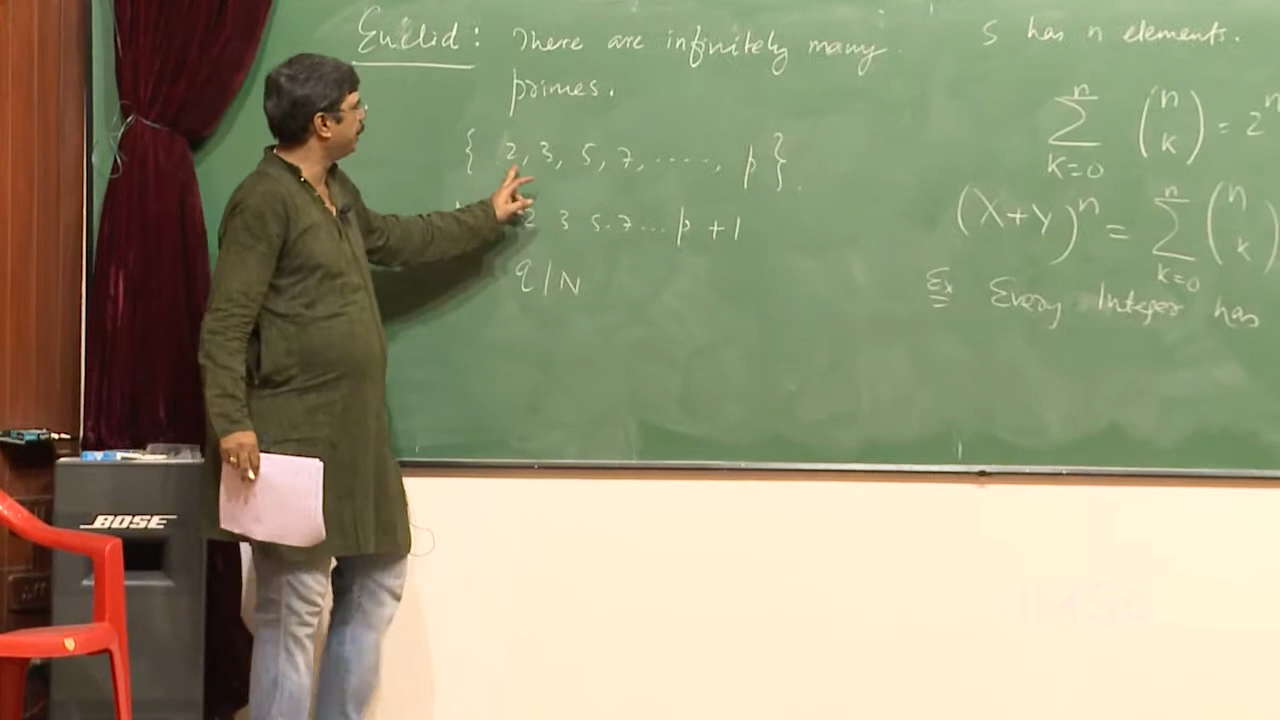 Euclid: There are infinitely many
primes.
{ 2, 3, 5, 7, ....., p }.
2 3 5.7... p +1
q/N
S has n elements.
n
∑ (n k) = 2^n
k=0
(X+Y)^n = ∑ (n k)
k=0
Ex Every Integer has
BOSE
IMSc